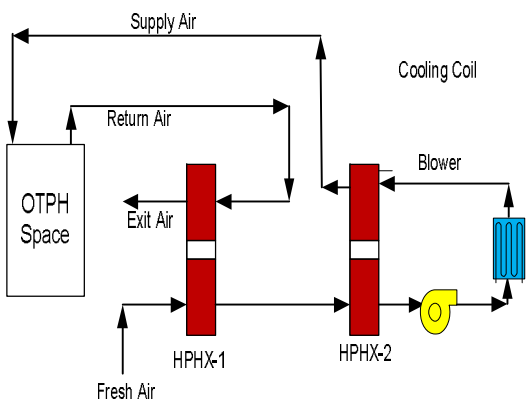 Supply Air
Cooling Coil
Return Air
Blower
OTPH
Space
Exit Air
HPHX-1
HPHX-2
Fresh Air